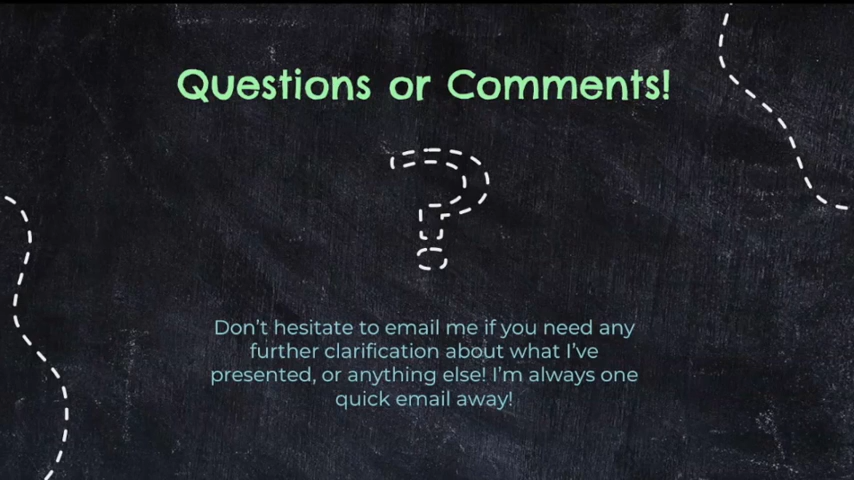 Questions or Comments!
?
Don't hesitate to email me if you need any
further clarification about what I've
presented, or anything else! I'm always one
quick email away!